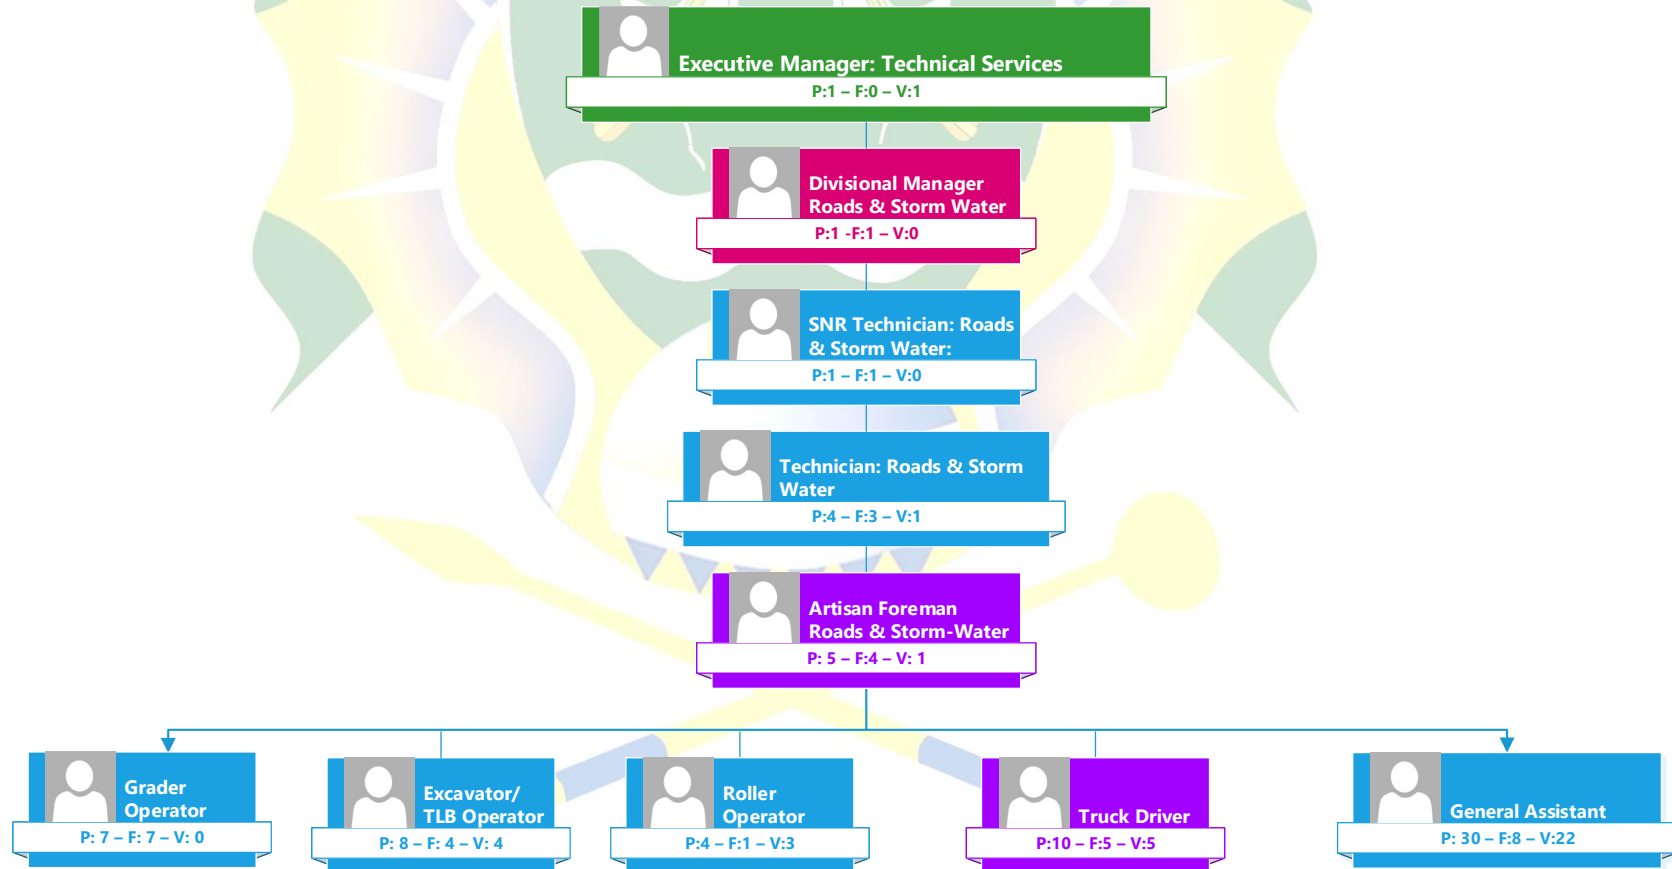 Executive Manager: Technical Services
P:1 – F:0 – V:1
Divisional Manager
Roads & Storm Water
P:1 -F:1 – V:0
SNR Technician: Roads
& Storm Water:
P:1 – F:1 – V:0
Technician: Roads & Storm
Water
P:4 – F:3 – V:1
Artisan Foreman
Roads & Storm-Water
P: 5 – F:4 – V: 1
Grader
Operator
P: 7 – F: 7 – V: 0
Excavator/
TLB Operator
P: 8 – F: 4 – V: 4
Roller
Operator
P:4 – F:1 – V:3
Truck Driver
P:10 – F:5 – V:5
General Assistant
P: 30 – F:8 – V:22